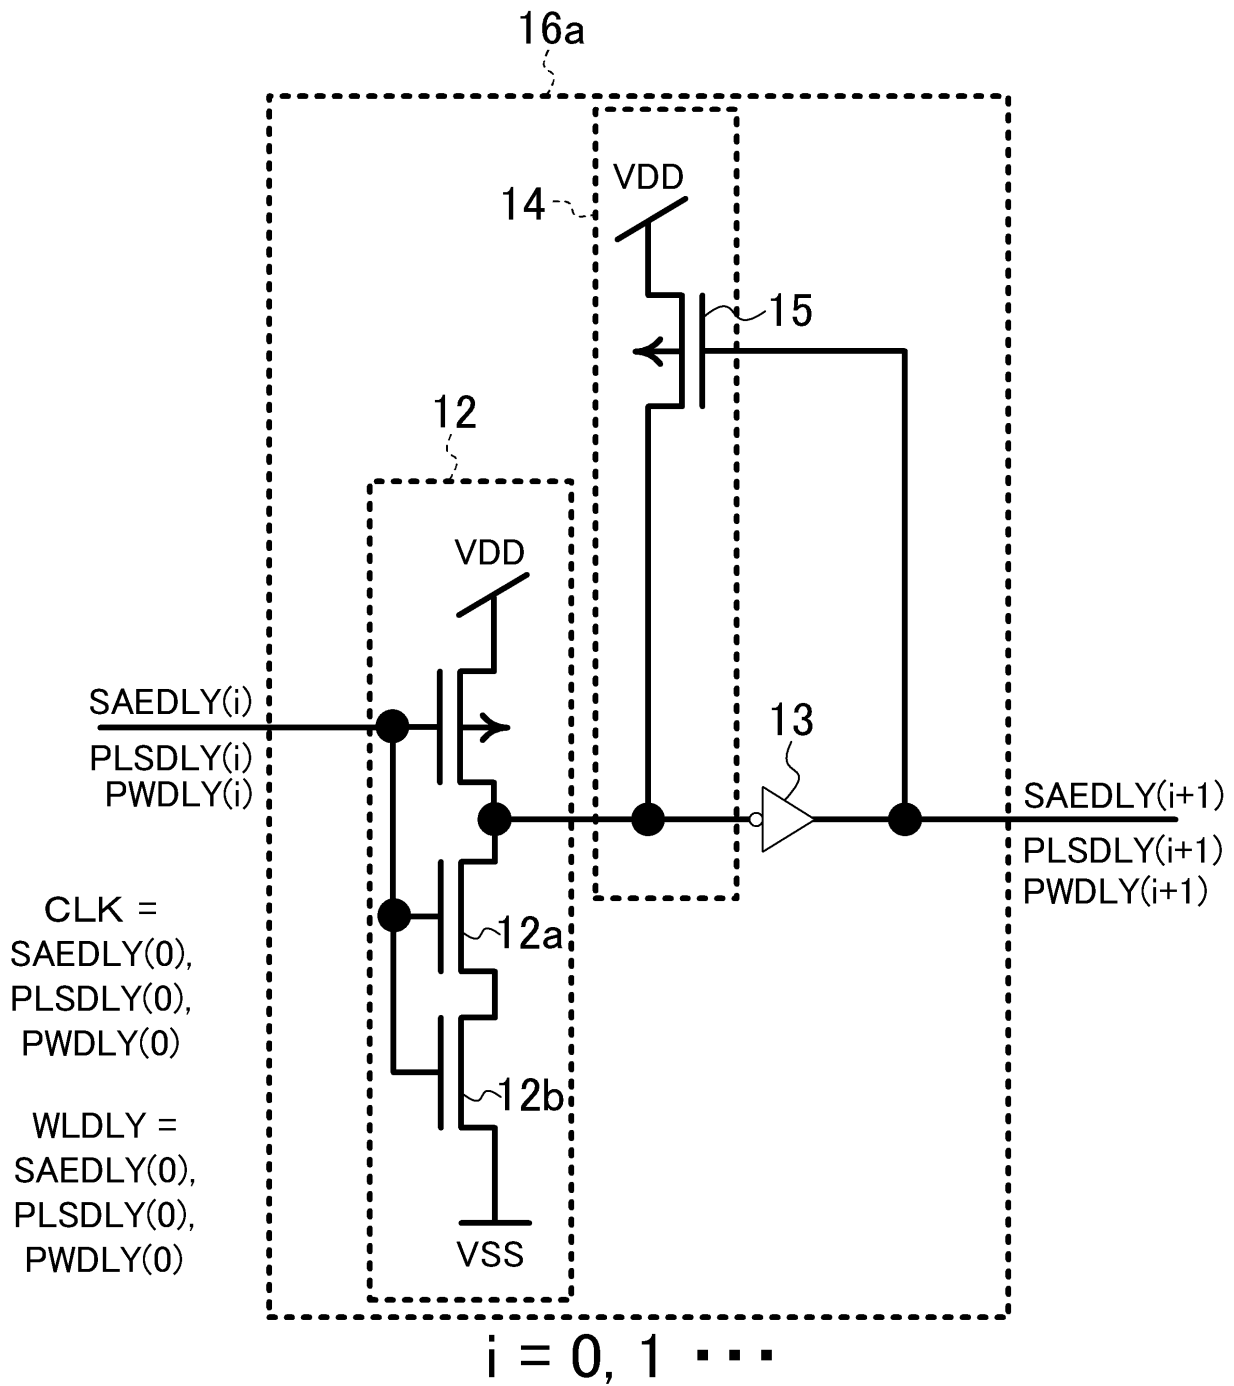 16a
VDD
14
15
12
VDD
SAEDLY(i)
PLSDLY(i)
PWDLY(i)
13
SAEDLY(i+1)
PLSDLY(i+1)
PWDLY(i+1)
CLK =
SAEDLY(0),
PLSDLY(0),
PWDLY(0)
12a
12b
WLDLY =
SAEDLY(0),
PLSDLY(0),
PWDLY(0)
VSS
i = 0, 1 ･･･